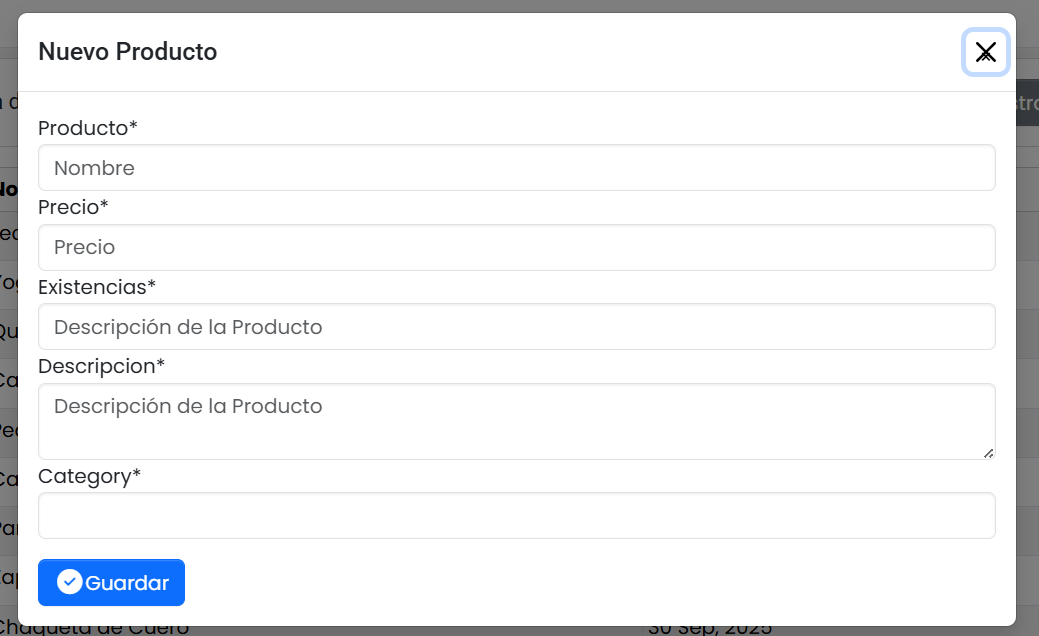 Nuevo Producto
Producto*
Nombre
Precio*
Precio
Existencias*
Descripción de la Producto
Descripcion*
Descripción de la Producto
Category*
Guardar
Chaqueta de Cuero 30 Sep, 2025